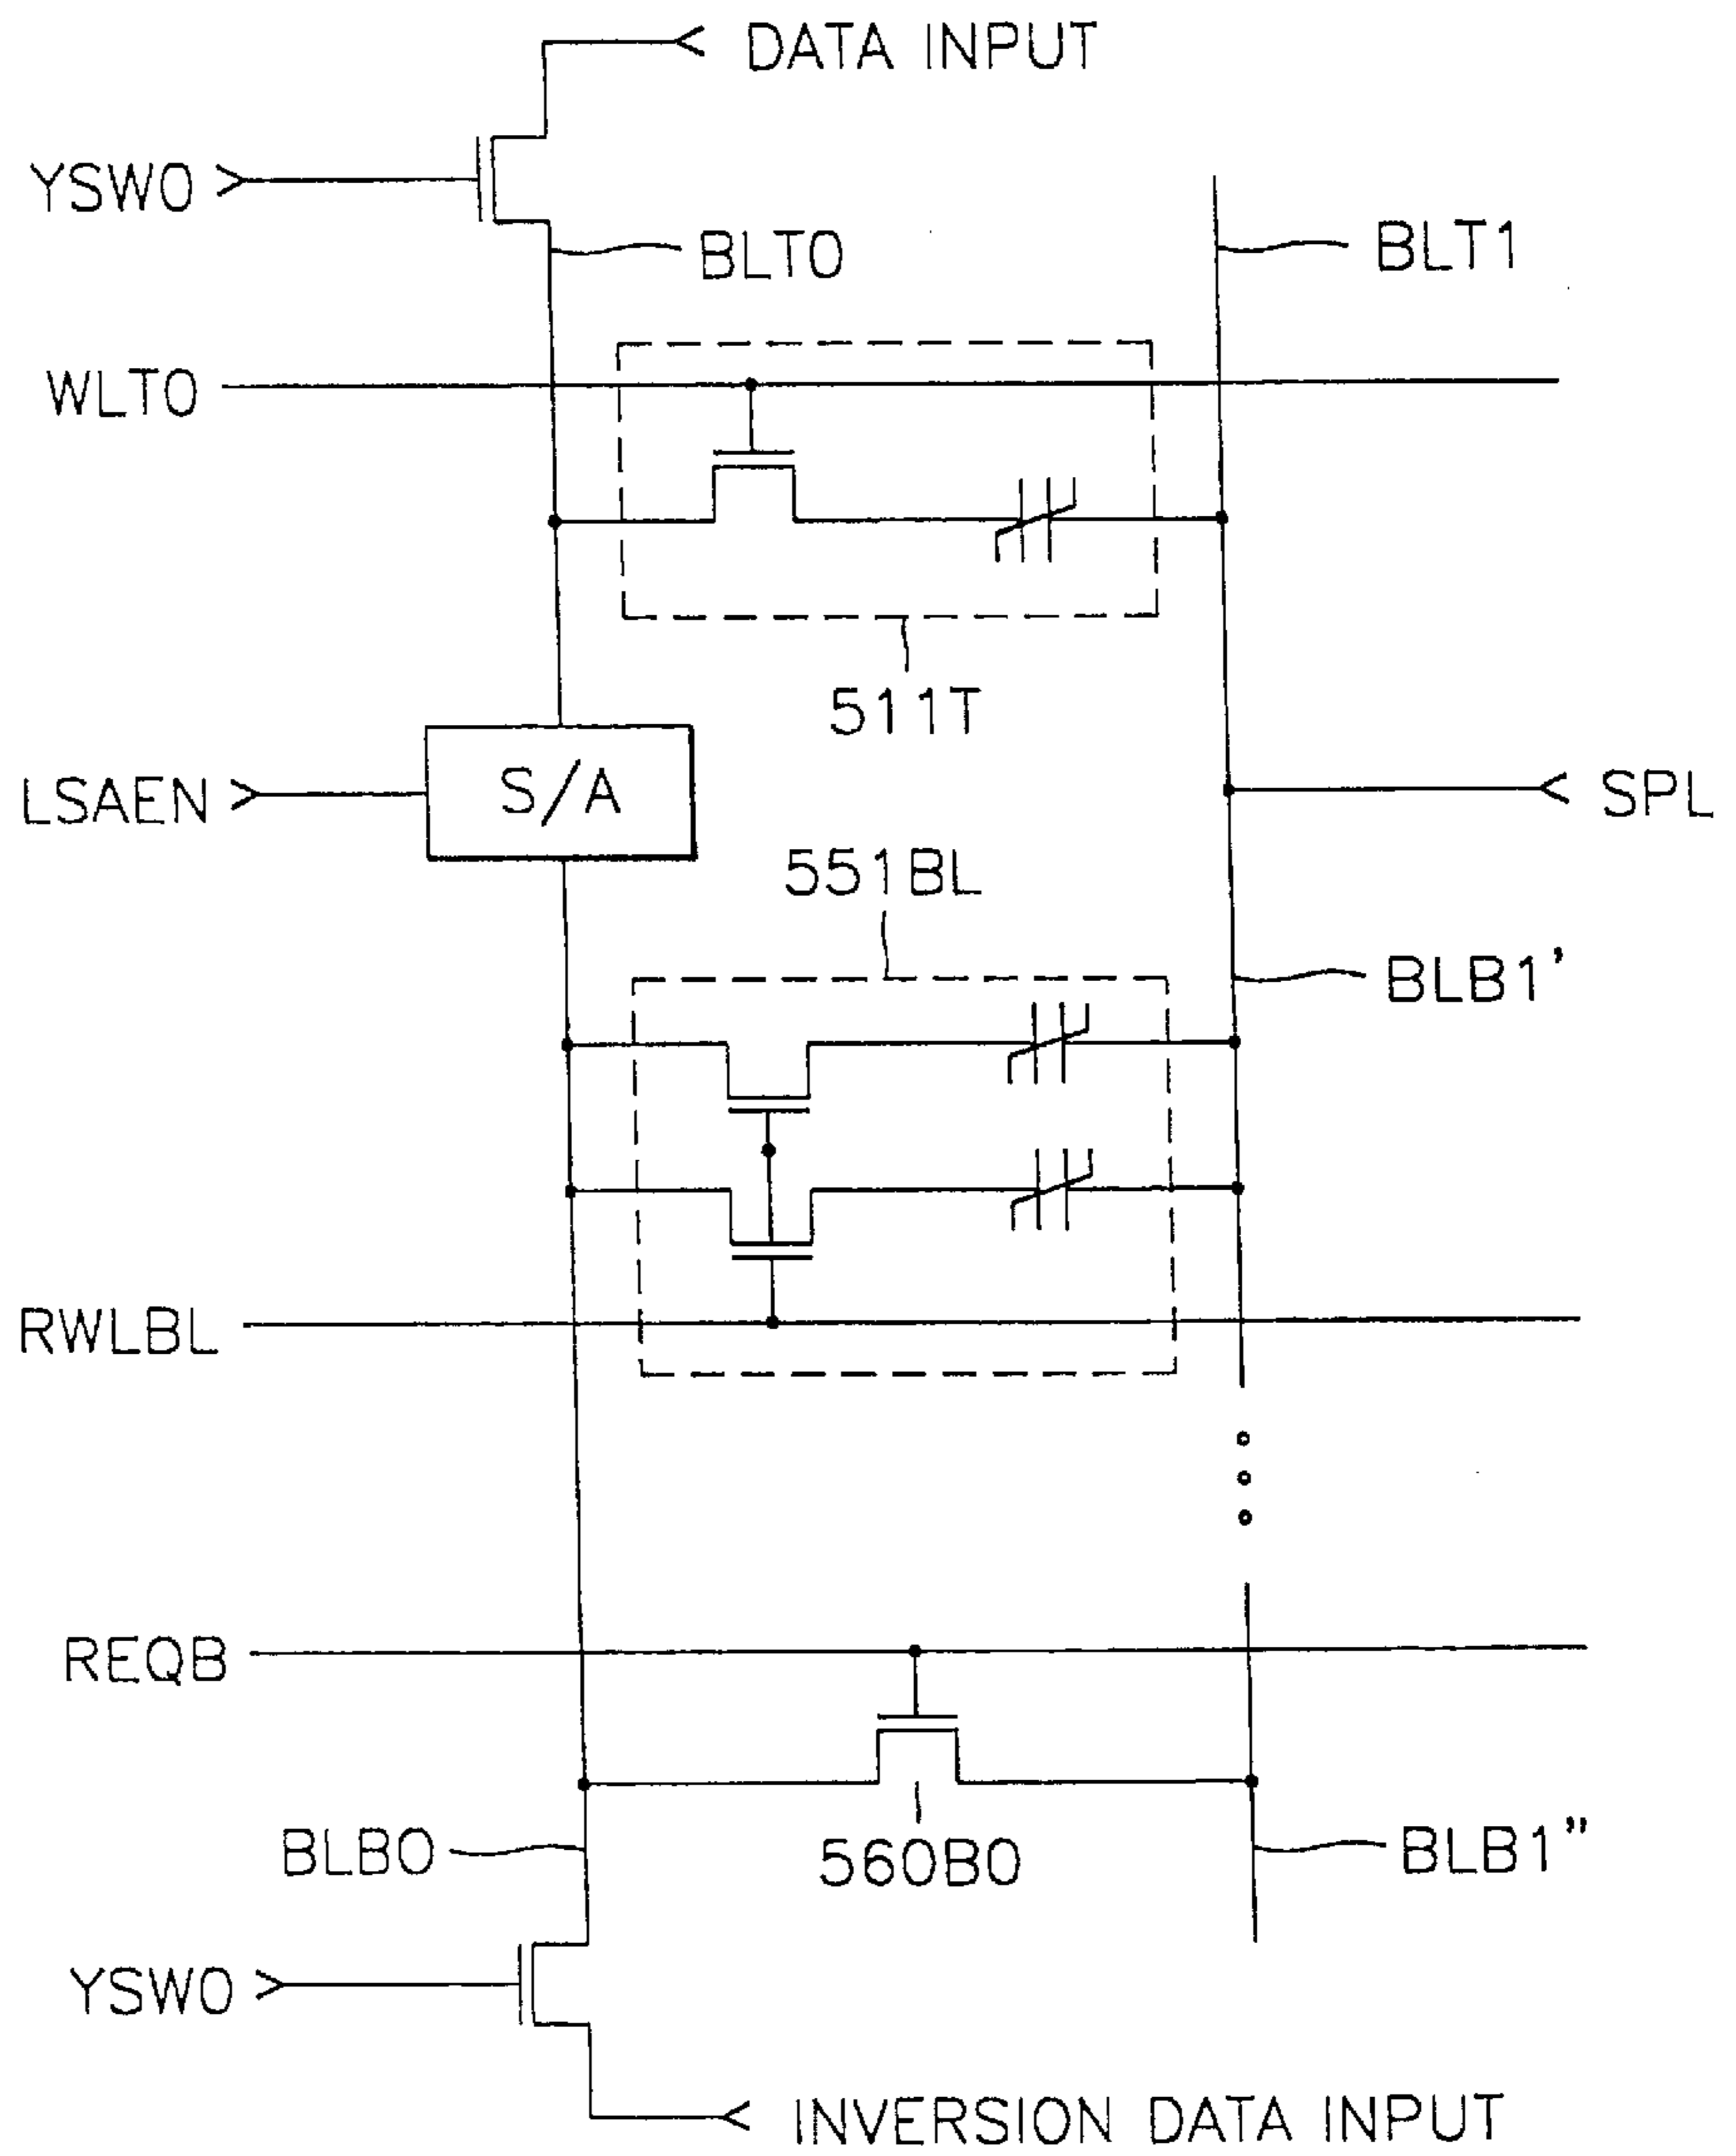 DATA INPUT
YSW0
BLT0
BLT1
WLT0
511T
LSAEN
S/A
SPL
551BL
BLB1'
RWLBL
REQB
BLB0
560B0
BLB1"
YSW0
INVERSION DATA INPUT